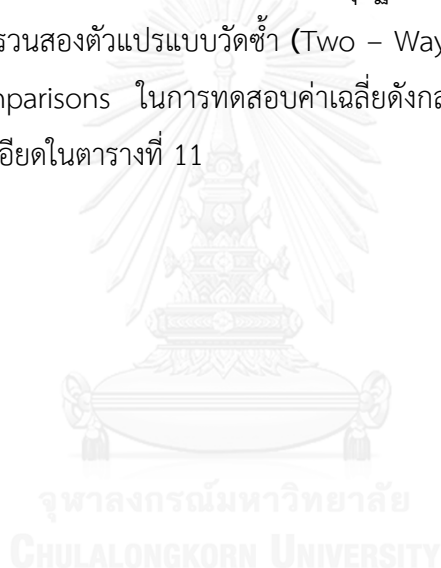 รวนสองตัวแปรแบบวัดซ้ำ (Two – Way
nparisons ในการทดสอบค่าเฉลี่ยดังกล
อียดในตารางที่ 11
จุฬาลงกรณ์มหาวิทยาลัย
CHULALONGKORN UNIVERSITY